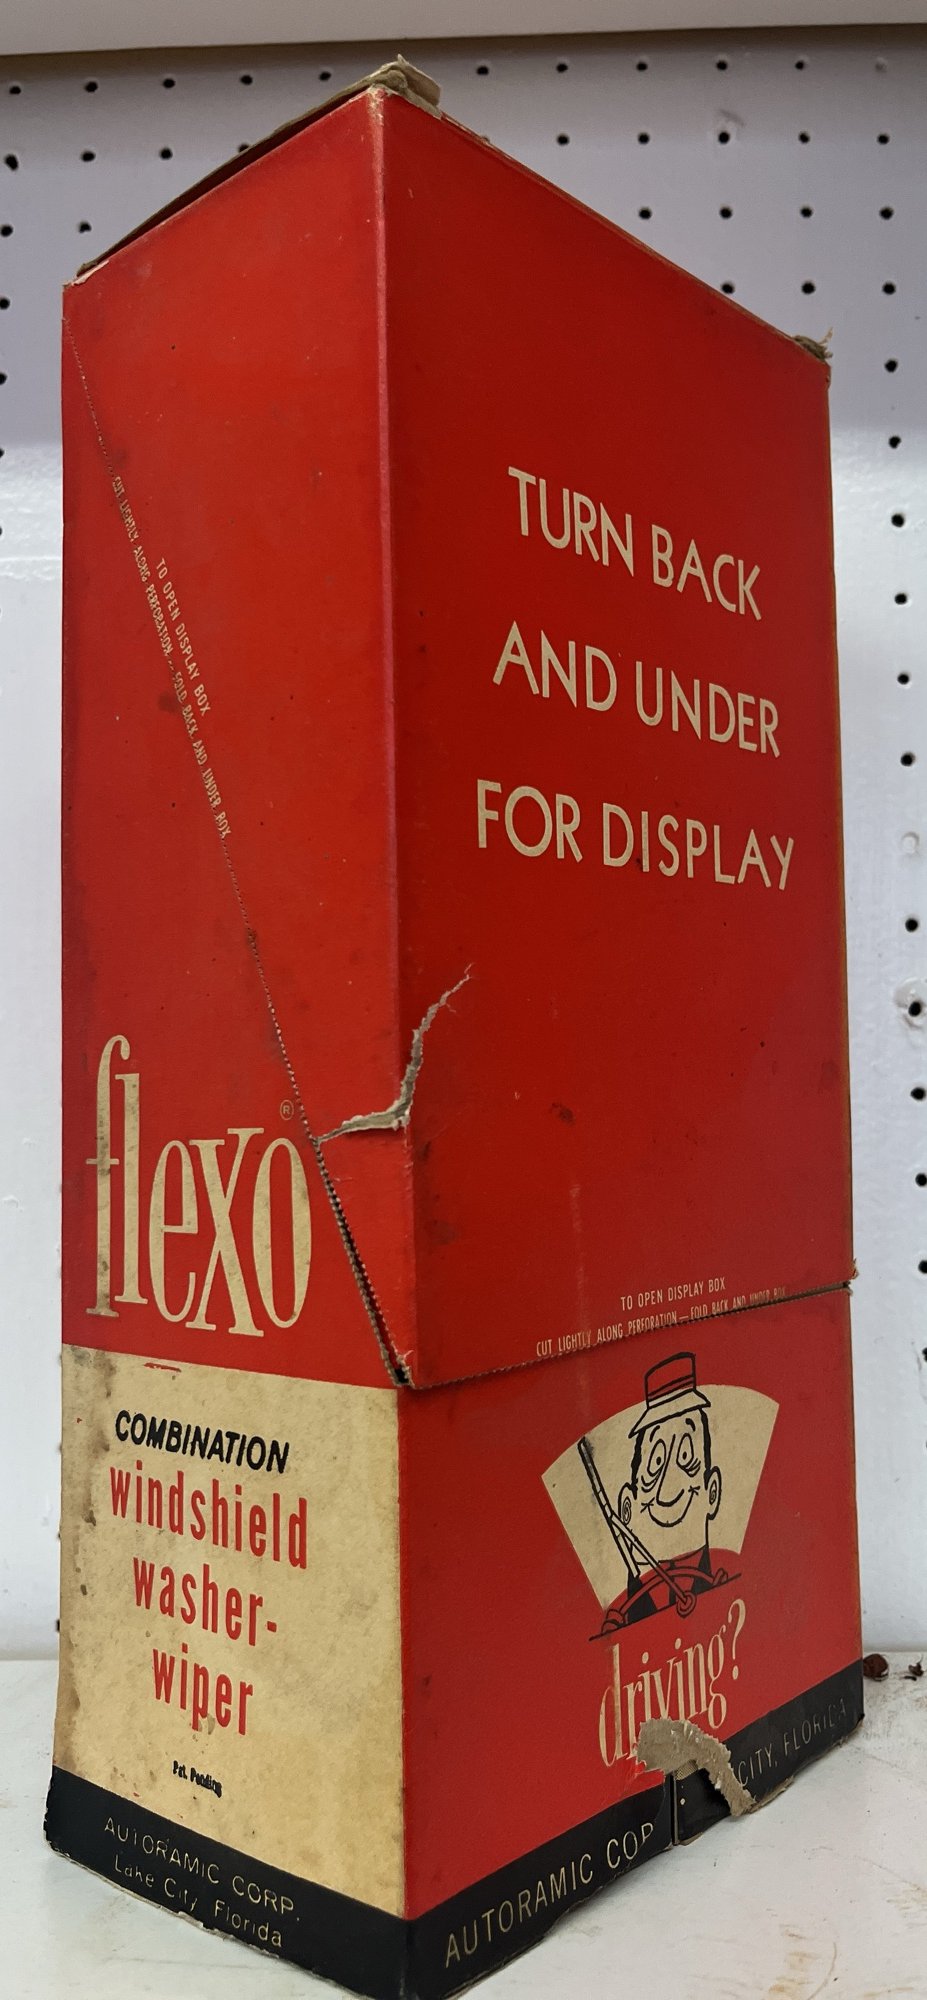 CUT LIGHTLY ALONG PERFORATION — FOLD BACK AND UNDER BOX
TO OPEN DISPLAY BOX
flexo®
COMBINATION
windshield
washer-
wiper
Pat. Pending
AUTORAMIC CORP.
Lake City, Florida
TURN BACK
AND UNDER
FOR DISPLAY
TO OPEN DISPLAY BOX
CUT LIGHTLY ALONG PERFORATION — FOLD BACK AND UNDER BOX
driving?
AUTORAMIC COP CITY, FLORIDA